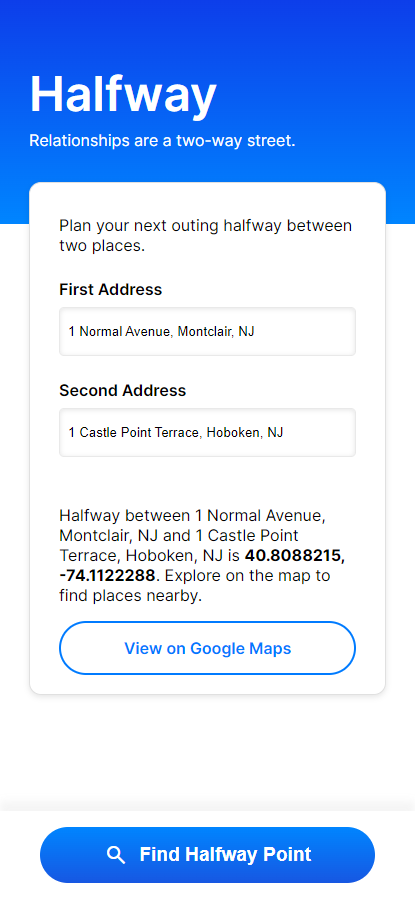 Halfway
Relationships are a two-way street.
Plan your next outing halfway between
two places.
First Address
1 Normal Avenue, Montclair, NJ
Second Address
1 Castle Point Terrace, Hoboken, NJ
Halfway between 1 Normal Avenue,
Montclair, NJ and 1 Castle Point
Terrace, Hoboken, NJ is 40.8088215,
-74.1122288. Explore on the map to
find places nearby.
View on Google Maps
Find Halfway Point